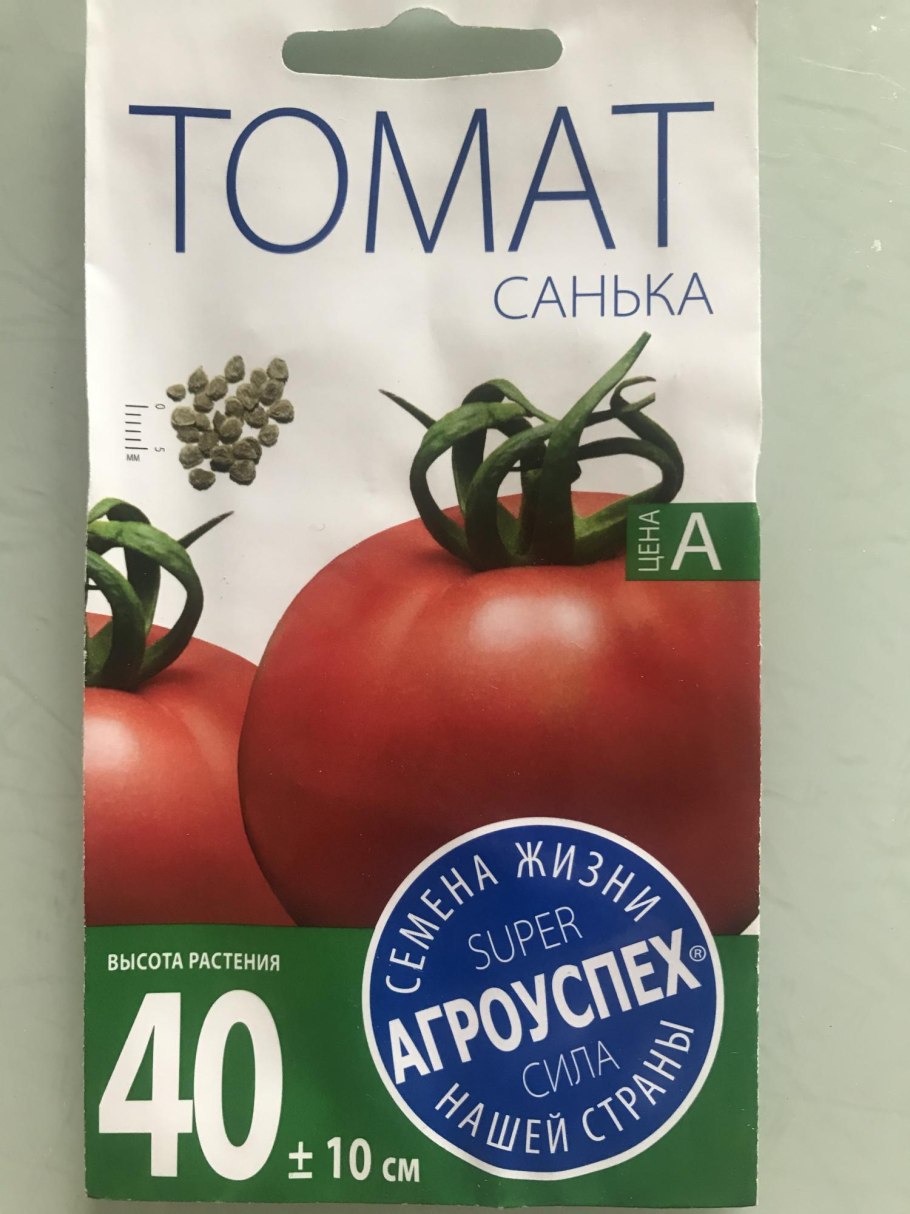 ТОМАТ
САНЬКА
0 5
мм
ЦЕНА А
ВЫСОТА РАСТЕНИЯ
40 ± 10 см
СЕМЕНА ЖИЗНИ
SUPER
АГРОУСПЕХ®
СИЛА
НАШЕЙ СТРАНЫ